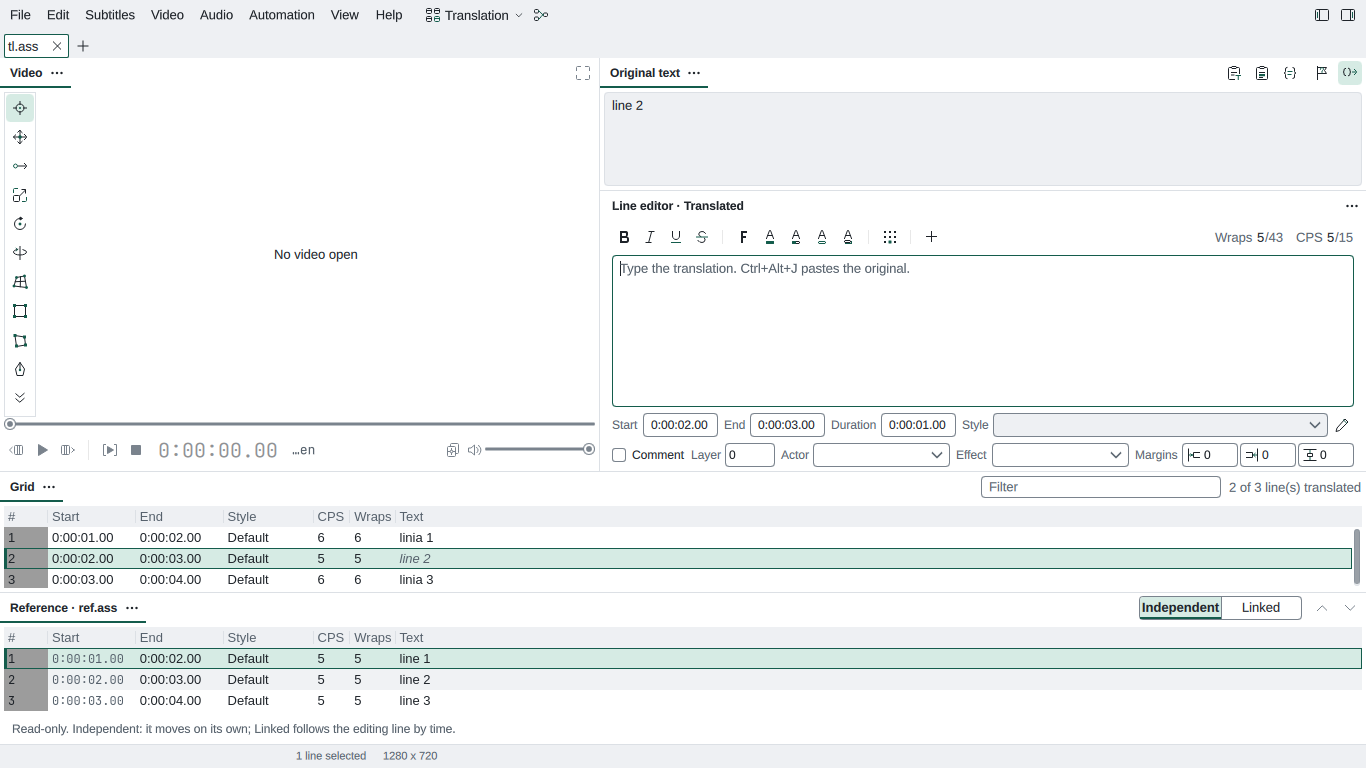 File Edit Subtitles Video Audio Automation View Help Translation
tl.ass
Video
Original text
line 2
No video open
Line editor · Translated
B I U S F A A A A Wraps 5/43 CPS 5/15
Type the translation. Ctrl+Alt+J pastes the original.
Start 0:00:02.00 End 0:00:03.00 Duration 0:00:01.00 Style
0:00:00.00 …en
Comment Layer 0 Actor Effect Margins 0 0 0
Grid Filter 2 of 3 line(s) translated
# Start End Style CPS Wraps Text
1 0:00:01.00 0:00:02.00 Default 6 6 linia 1
2 0:00:02.00 0:00:03.00 Default 5 5 line 2
3 0:00:03.00 0:00:04.00 Default 6 6 linia 3
Reference · ref.ass Independent Linked
# Start End Style CPS Wraps Text
1 0:00:01.00 0:00:02.00 Default 5 5 line 1
2 0:00:02.00 0:00:03.00 Default 5 5 line 2
3 0:00:03.00 0:00:04.00 Default 5 5 line 3
Read-only. Independent: it moves on its own; Linked follows the editing line by time.
1 line selected 1280 x 720